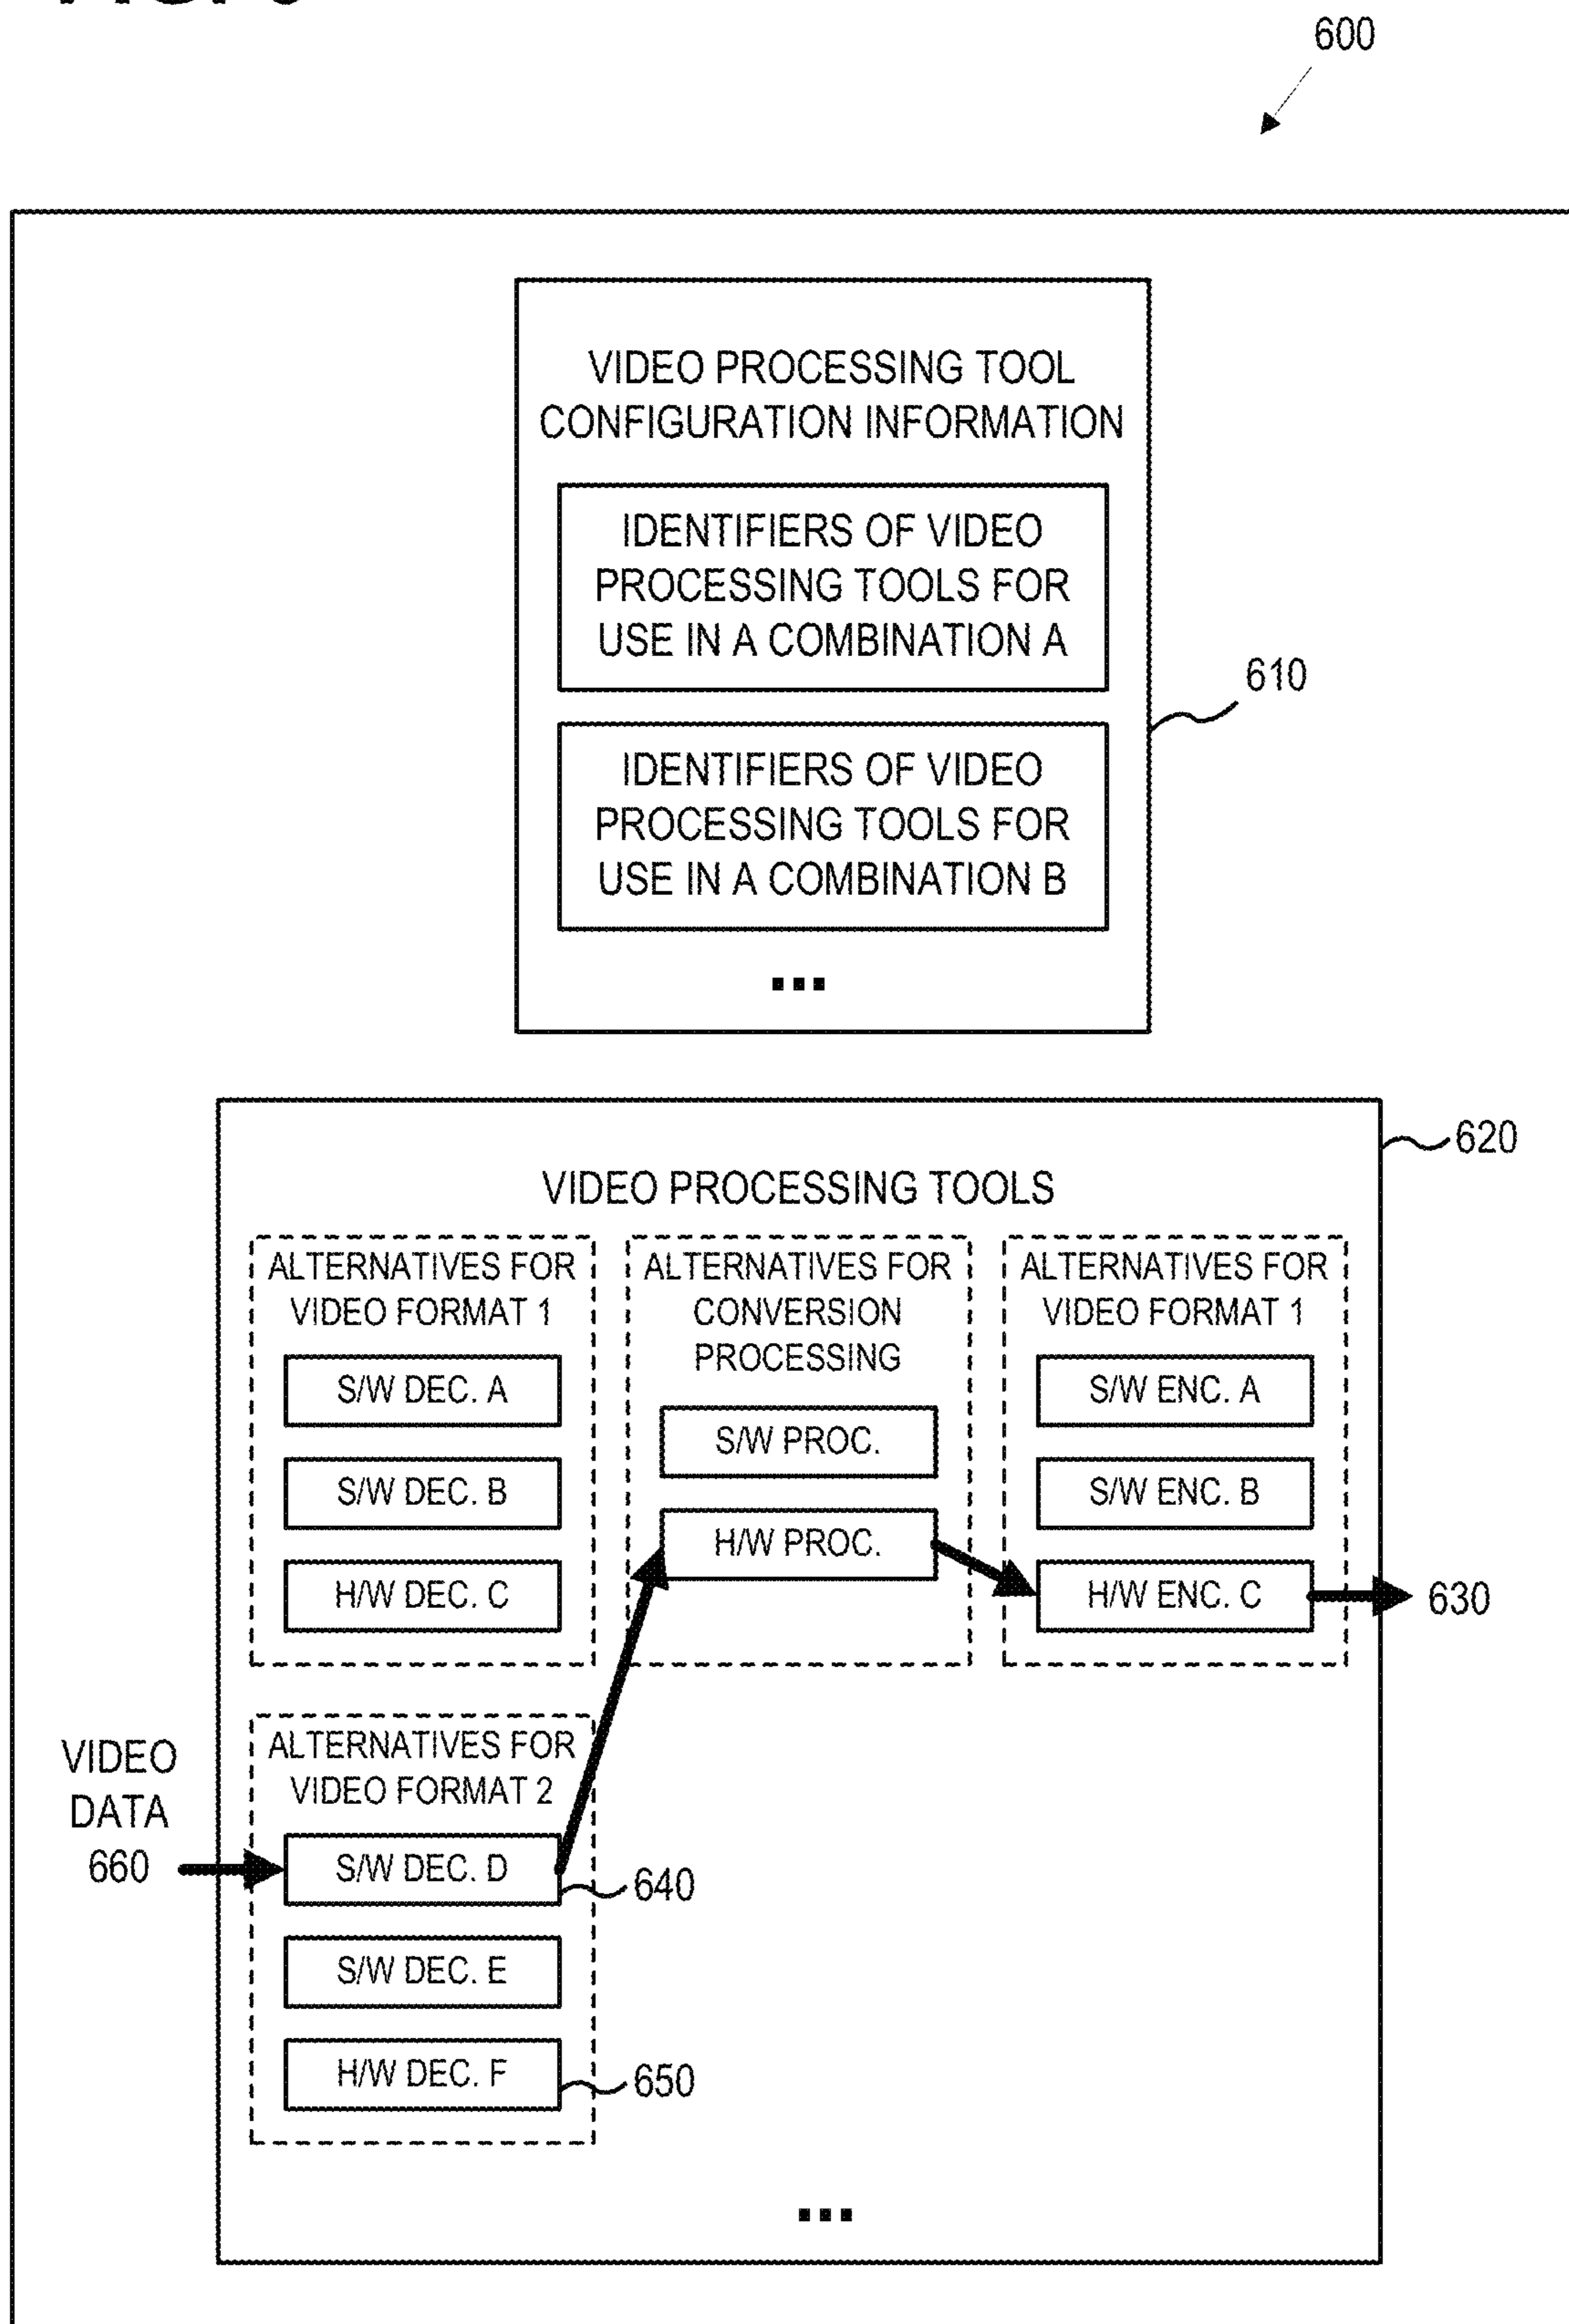 600
VIDEO PROCESSING TOOL
CONFIGURATION INFORMATION
IDENTIFIERS OF VIDEO
PROCESSING TOOLS FOR
USE IN A COMBINATION A
610
IDENTIFIERS OF VIDEO
PROCESSING TOOLS FOR
USE IN A COMBINATION B
...
620
VIDEO PROCESSING TOOLS
ALTERNATIVES FOR
VIDEO FORMAT 1
S/W DEC. A
S/W DEC. B
H/W DEC. C
ALTERNATIVES FOR
CONVERSION
PROCESSING
S/W PROC.
H/W PROC.
ALTERNATIVES FOR
VIDEO FORMAT 1
S/W ENC. A
S/W ENC. B
H/W ENC. C
630
VIDEO
DATA
660
ALTERNATIVES FOR
VIDEO FORMAT 2
S/W DEC. D
640
S/W DEC. E
H/W DEC. F
650
...